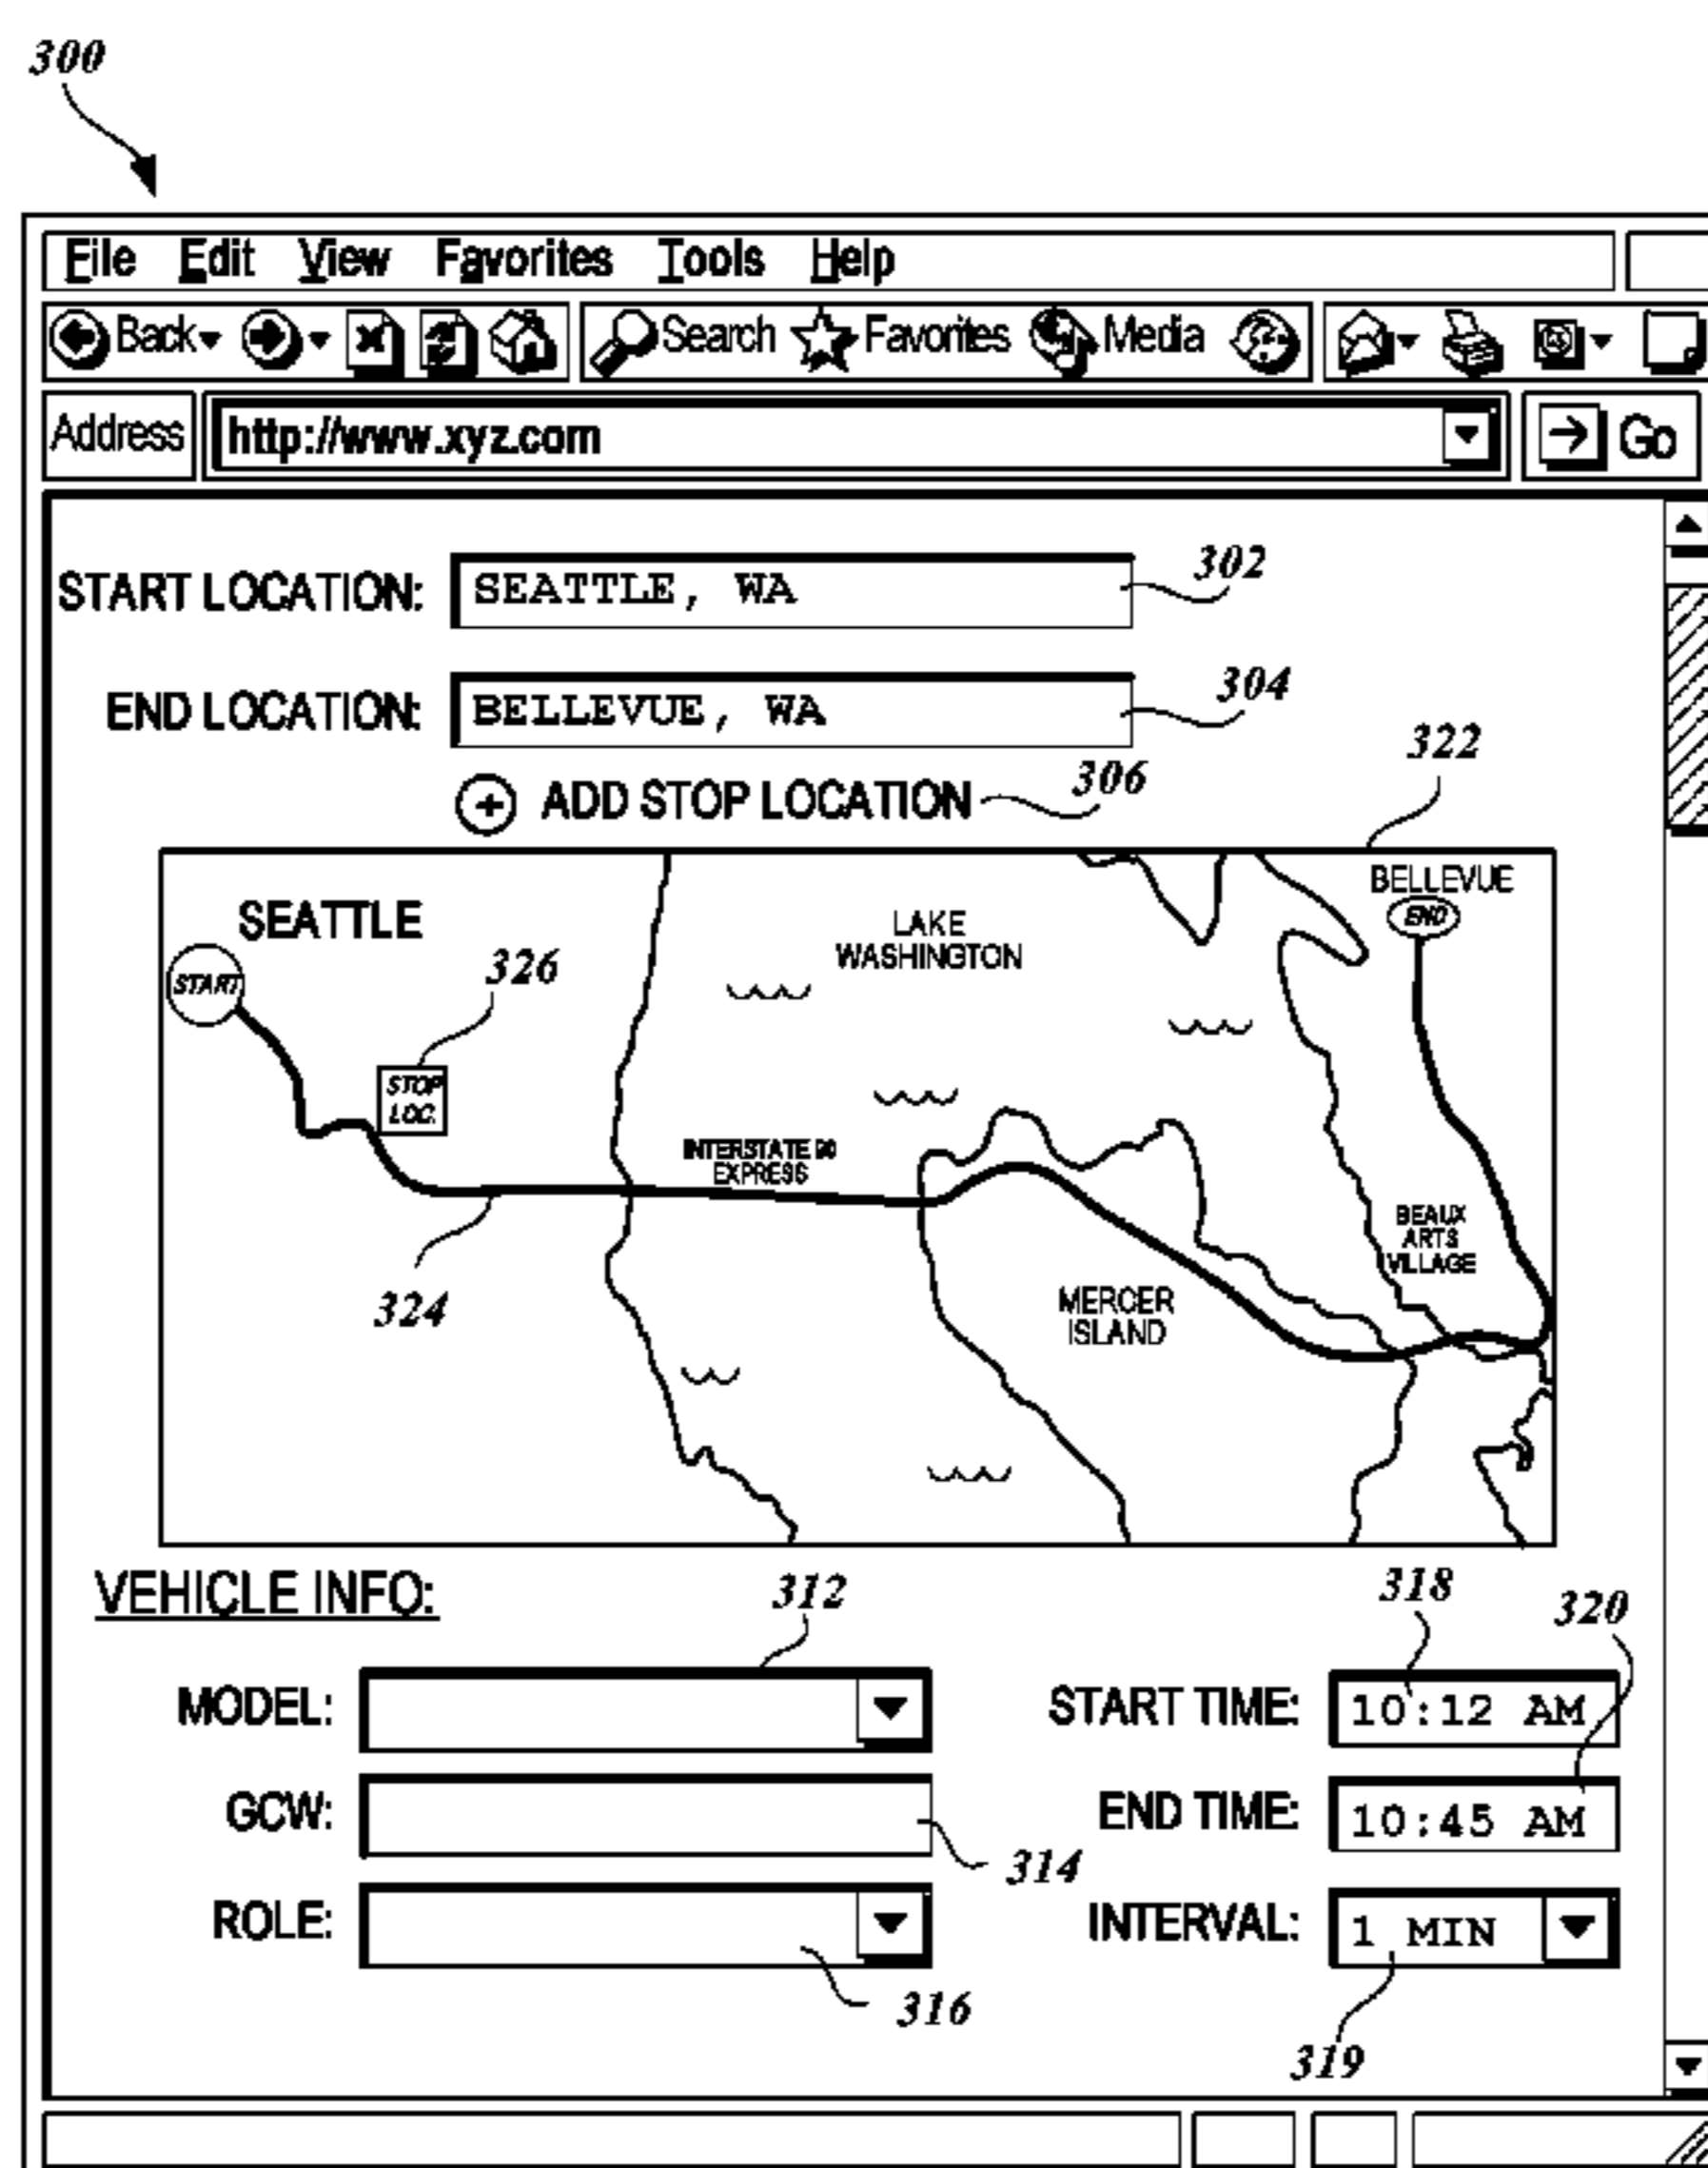 300
File Edit View Favorites Tools Help
Back Search Favorites Media
Address http://www.xyz.com Go
START LOCATION: SEATTLE, WA 302
END LOCATION: BELLEVUE, WA 304
322
ADD STOP LOCATION 306
BELLEVUE
END
SEATTLE
LAKE
WASHINGTON
START
326
STOP
LOC.
INTERSTATE 90
EXPRESS
BEAUX
ARTS
VILLAGE
324
MERCER
ISLAND
VEHICLE INFO:
312
318
320
MODEL: START TIME: 10:12 AM
GCW: END TIME: 10:45 AM
314
ROLE: INTERVAL: 1 MIN
316
319